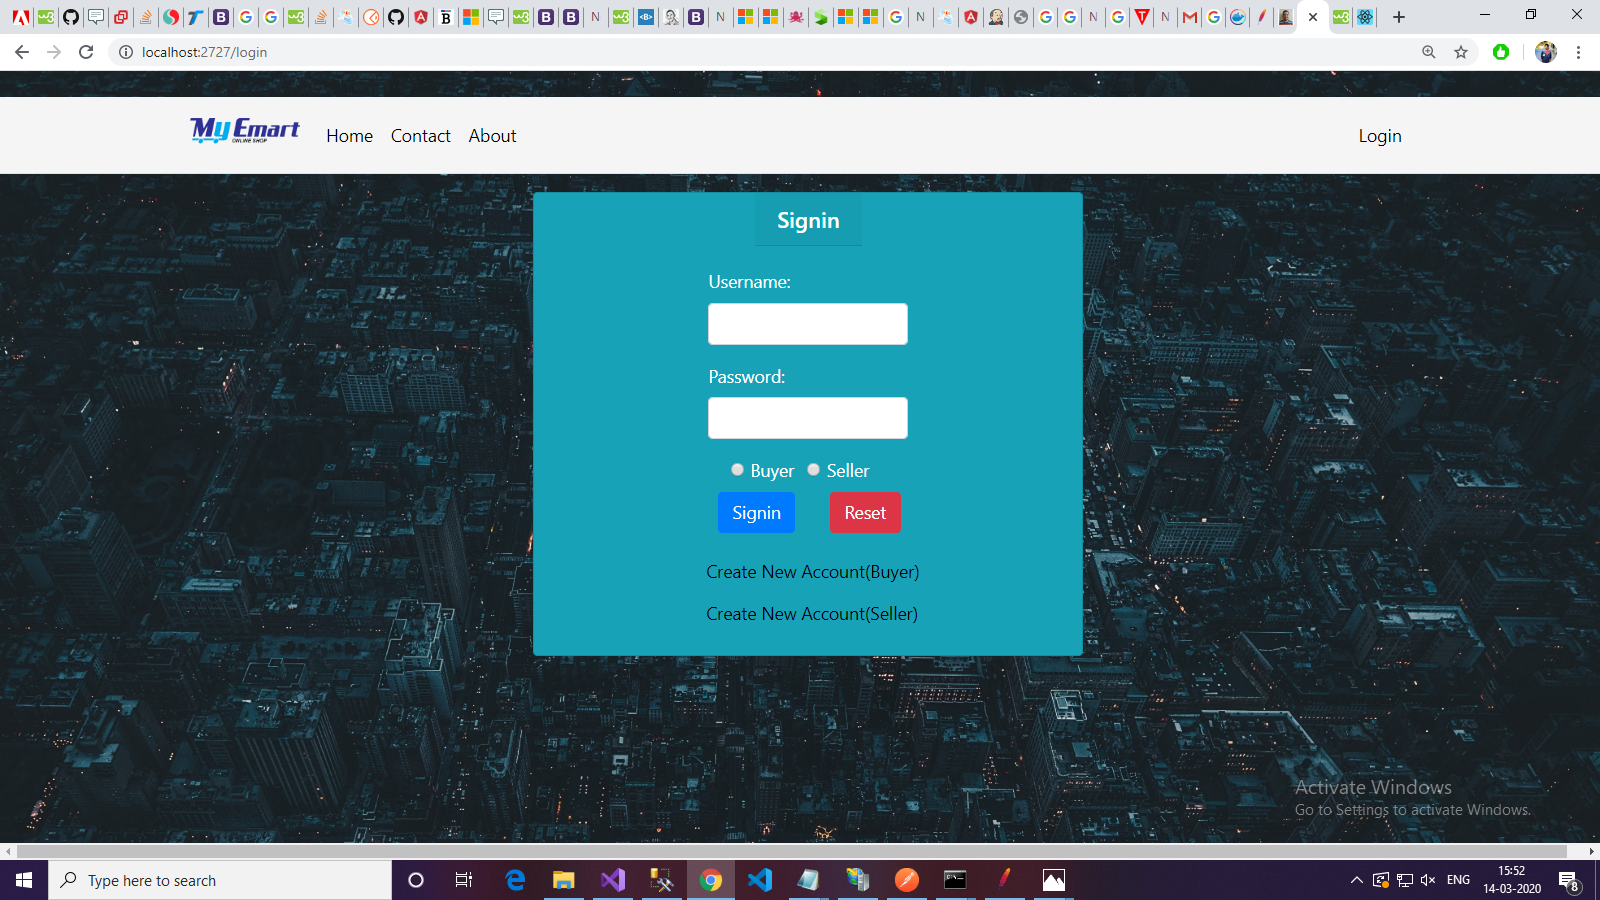 localhost:2727/login
My Emart
ONLINE SHOP
Home Contact About Login
Signin
Username:
Password:
Buyer Seller
Signin Reset
Create New Account(Buyer)
Create New Account(Seller)
Activate Windows
Go to Settings to activate Windows.
Type here to search
ENG
15:52
14-03-2020
8